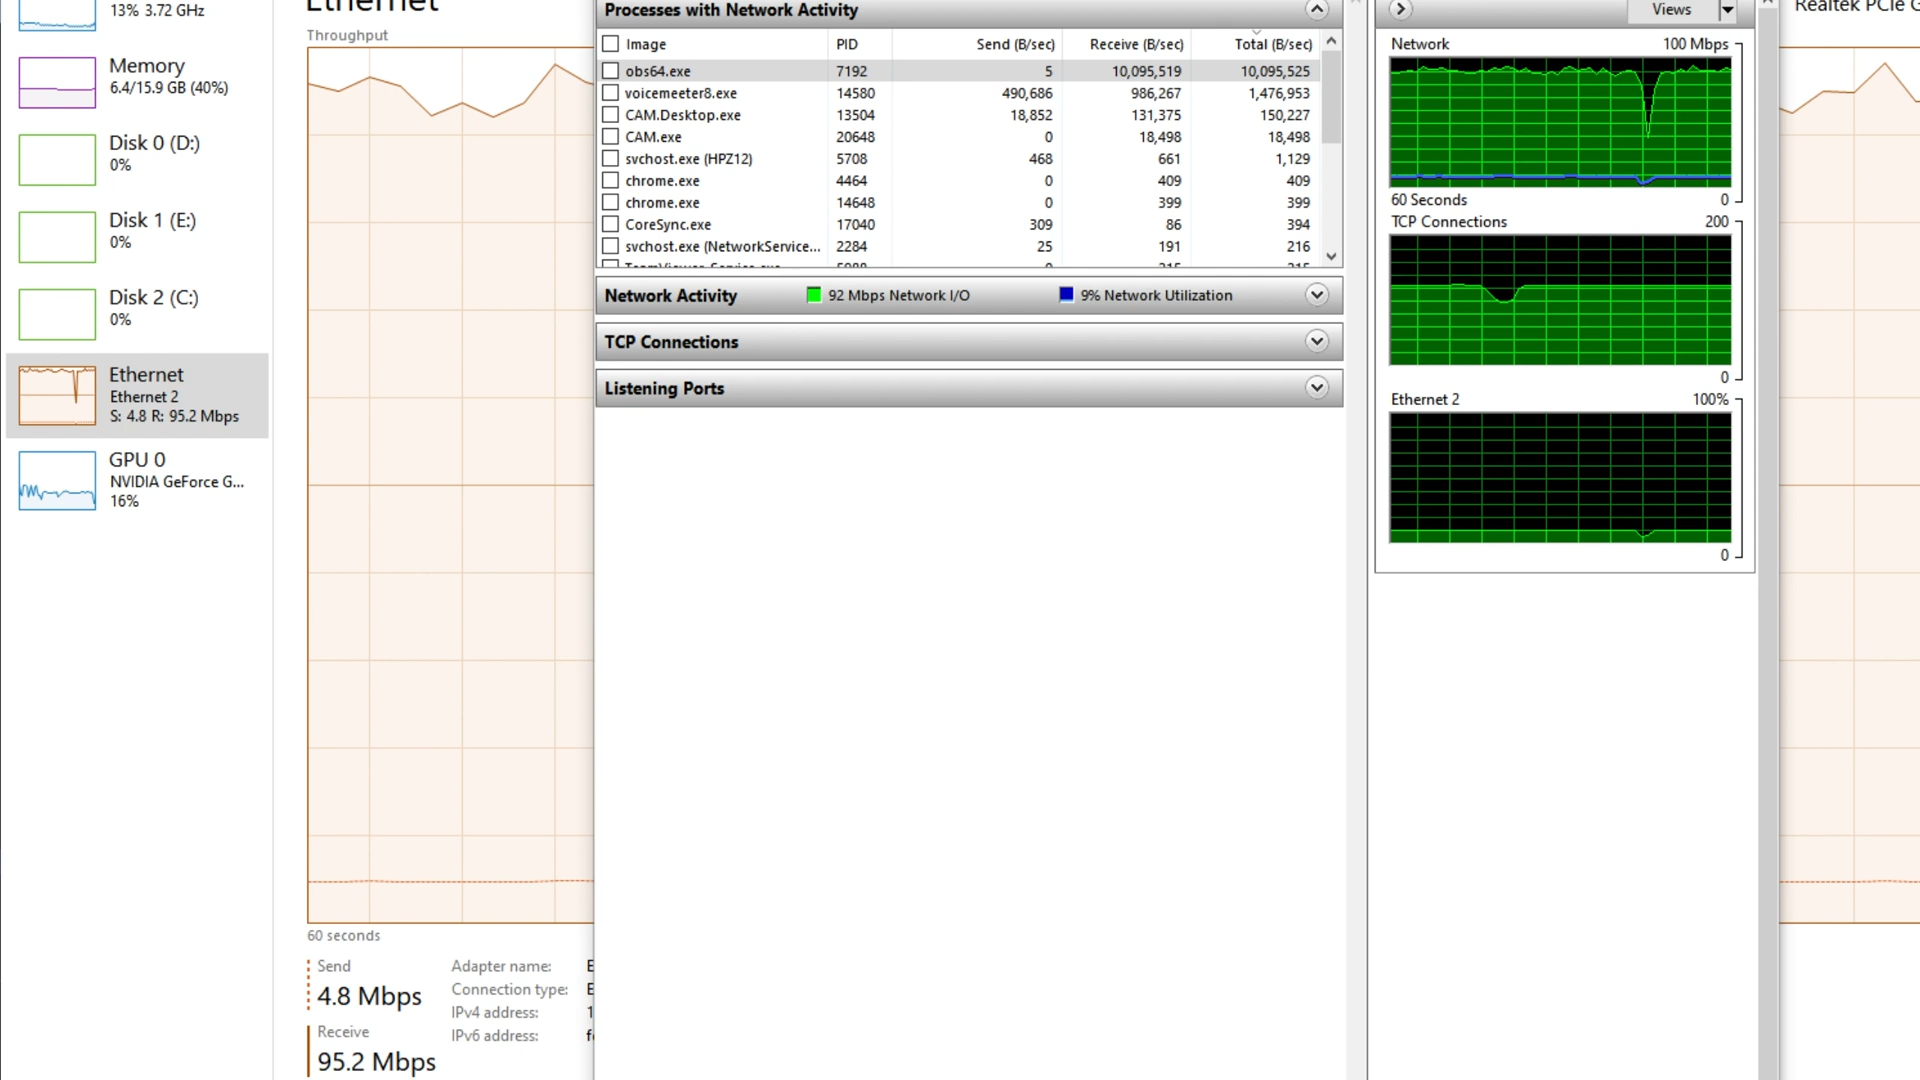 13% 3.72 GHz
Memory
6.4/15.9 GB (40%)
Disk 0 (D:)
0%
Disk 1 (E:)
0%
Disk 2 (C:)
0%
Ethernet
Ethernet 2
S: 4.8 R: 95.2 Mbps
GPU 0
NVIDIA GeForce G...
16%
Ethernet
Throughput
60 seconds
Send
4.8 Mbps
Receive
95.2 Mbps
Adapter name:
Connection type:
IPv4 address:
IPv6 address:
Processes with Network Activity
Image PID Send (B/sec) Receive (B/sec) Total (B/sec)
obs64.exe 7192 5 10,095,519 10,095,525
voicemeeter8.exe 14580 490,686 986,267 1,476,953
CAM.Desktop.exe 13504 18,852 131,375 150,227
CAM.exe 20648 0 18,498 18,498
svchost.exe (HPZ12) 5708 468 661 1,129
chrome.exe 4464 0 409 409
chrome.exe 14648 0 399 399
CoreSync.exe 17040 309 86 394
svchost.exe (NetworkService... 2284 25 191 216
Network Activity 92 Mbps Network I/O 9% Network Utilization
TCP Connections
Listening Ports
Views
Network 100 Mbps
60 Seconds 0
TCP Connections 200
0
Ethernet 2 100%
0
Realtek PCIe G